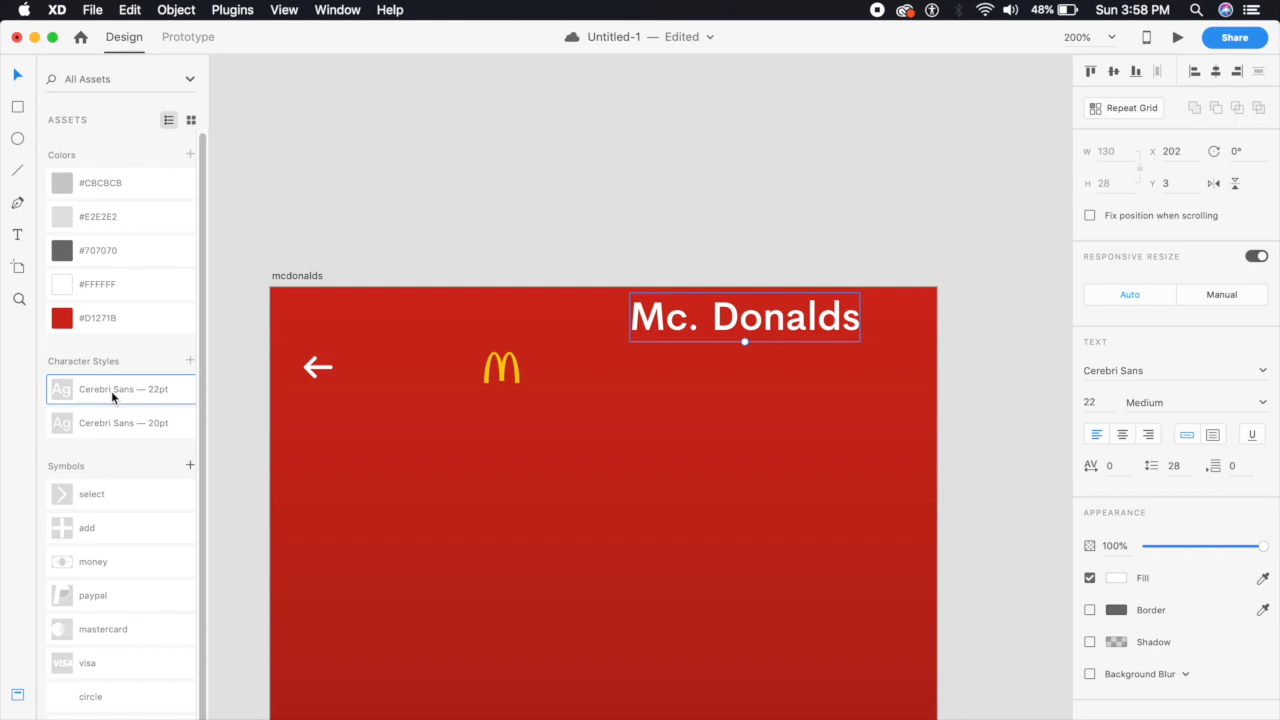 XD File Edit Object Plugins View Window Help 48% Sun 3:58 PM
Design Prototype Untitled-1 — Edited 200% Share
All Assets
ASSETS
Colors
#CBCBCB
#E2E2E2
#707070
#FFFFFF
#D1271B
Character Styles
Ag Cerebri Sans — 22pt
Ag Cerebri Sans — 20pt
Symbols
select
add
money
paypal
mastercard
VISA visa
circle
mcdonalds
Mc. Donalds
Repeat Grid
W 130 X 202 0°
H 28 Y 3
Fix position when scrolling
RESPONSIVE RESIZE
Auto Manual
TEXT
Cerebri Sans
22 Medium
U
AV 0 28 0
APPEARANCE
100%
Fill
Border
Shadow
Background Blur